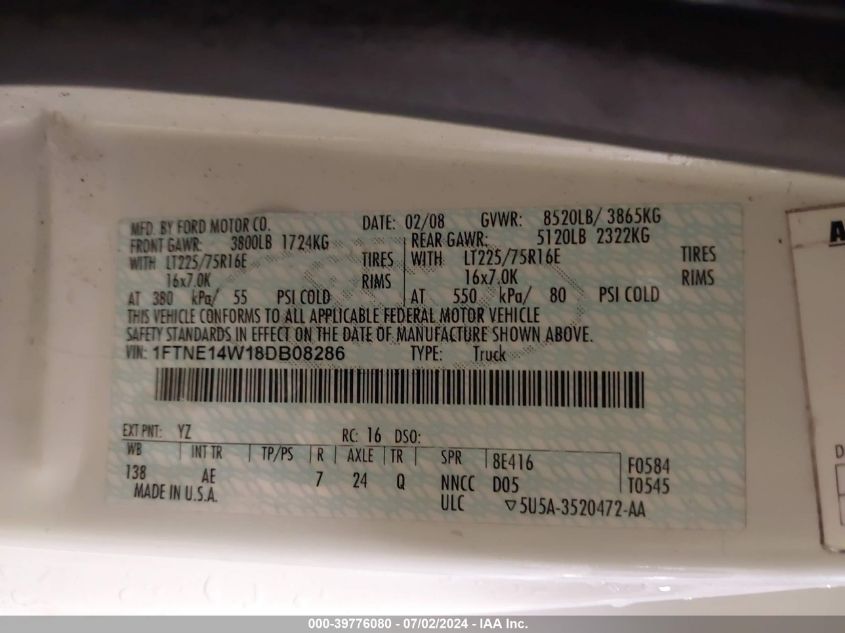 MFD. BY FORD MOTOR CO. DATE: 02/08 GVWR: 8520LB/ 3865KG
FRONT GAWR: 3800LB 1724KG REAR GAWR: 5120LB 2322KG
WITH LT225/75R16E TIRES WITH LT225/75R16E TIRES
16x7.0K RIMS 16x7.0K RIMS
AT 380 kPa/ 55 PSI COLD AT 550 kPa/ 80 PSI COLD
THIS VEHICLE CONFORMS TO ALL APPLICABLE FEDERAL MOTOR VEHICLE
SAFETY STANDARDS IN EFFECT ON THE DATE OF MANUFACTURE SHOWN ABOVE.
VIN: 1FTNE14W18DB08286 TYPE: Truck
EXT PNT: YZ RC: 16 DSO:
WB INT TR TP/PS R AXLE TR SPR 8E416 F0584
138 AE 7 24 Q NNCC D05 T0545
MADE IN U.S.A. ULC ▽5U5A-3520472-AA
A
D
000-39776080 - 07/02/2024 - IAA Inc.